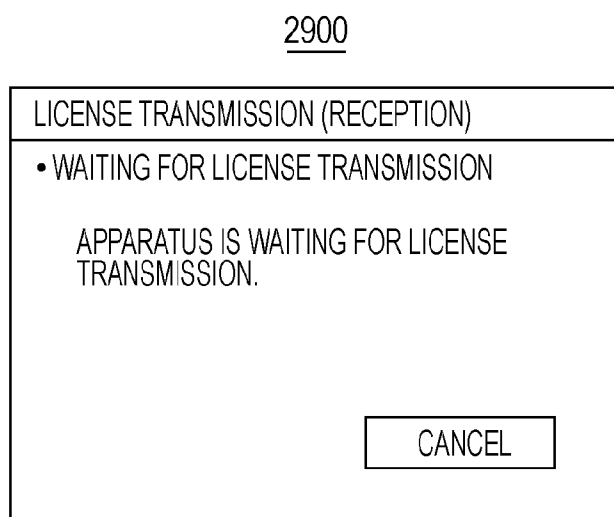 2900
LICENSE TRANSMISSION (RECEPTION)
• WAITING FOR LICENSE TRANSMISSION
APPARATUS IS WAITING FOR LICENSE
TRANSMISSION.
CANCEL